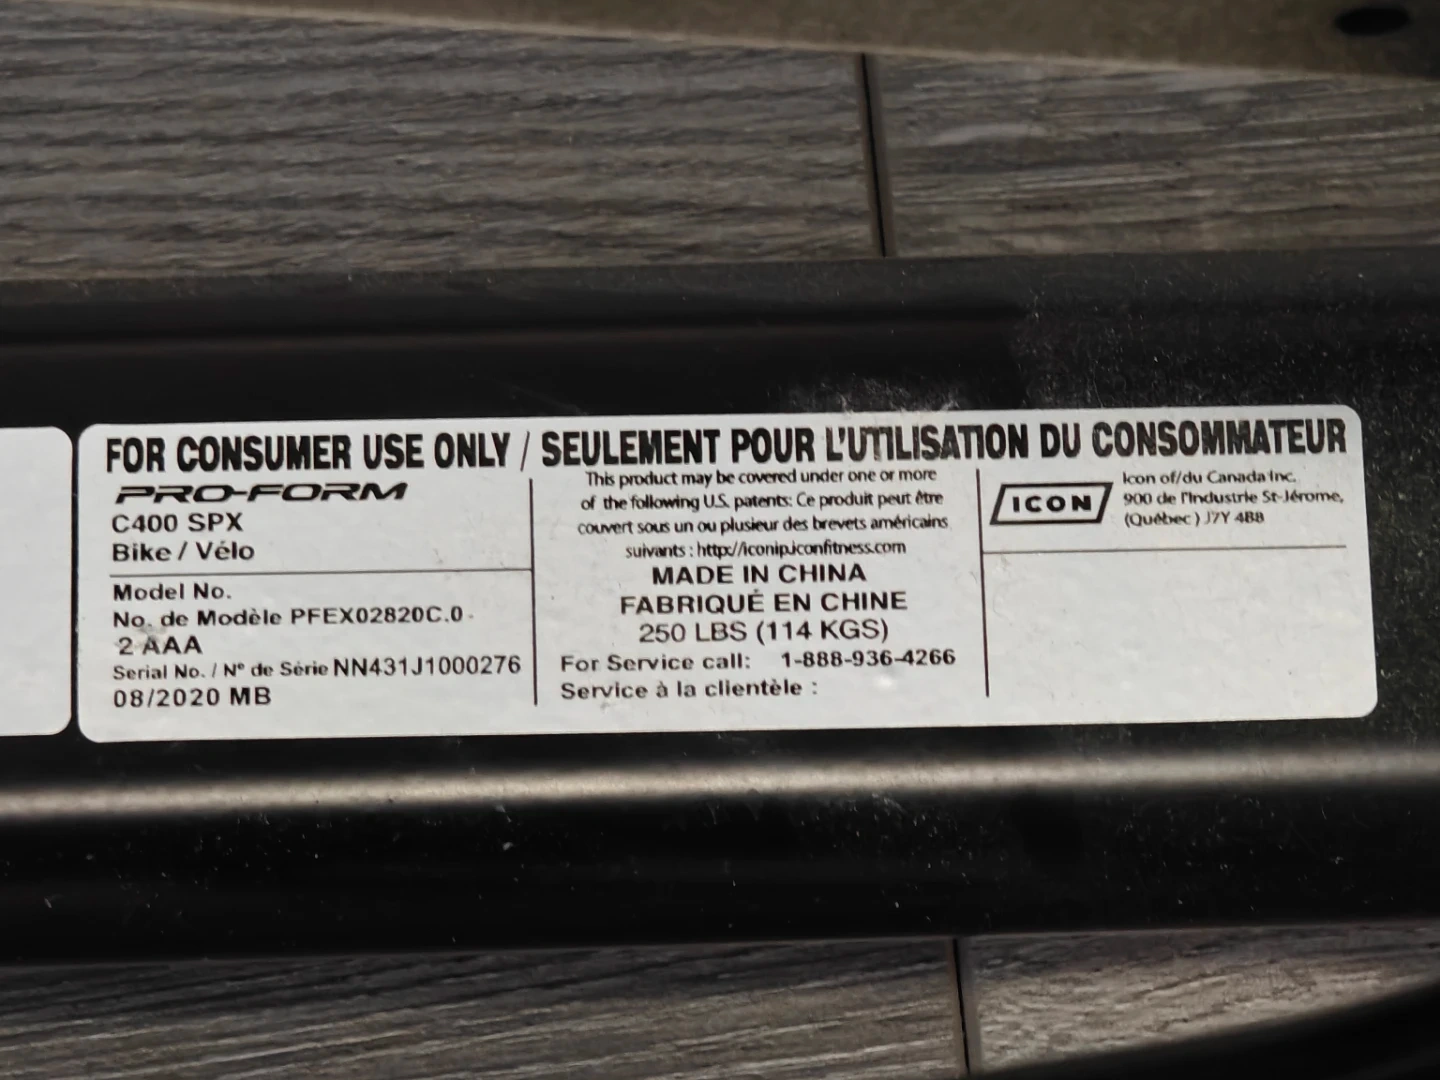 FOR CONSUMER USE ONLY / SEULEMENT POUR L'UTILISATION DU CONSOMMATEUR
PRO-FORM
C400 SPX
Bike / Vélo
Model No.
No. de Modèle PFEX02820C.0
2 AAA
Serial No. / N° de Série NN431J1000276
08/2020 MB
This product may be covered under one or more
of the following U.S. patents: Ce produit peut être
couvert sous un ou plusieur des brevets américains
suivants : http://iconip.iconfitness.com
MADE IN CHINA
FABRIQUÉ EN CHINE
250 LBS (114 KGS)
For Service call: 1-888-936-4266
Service à la clientèle :
ICON
Icon of/du Canada Inc.
900 de l'Industrie St-Jérome,
(Québec ) J7Y 4B8